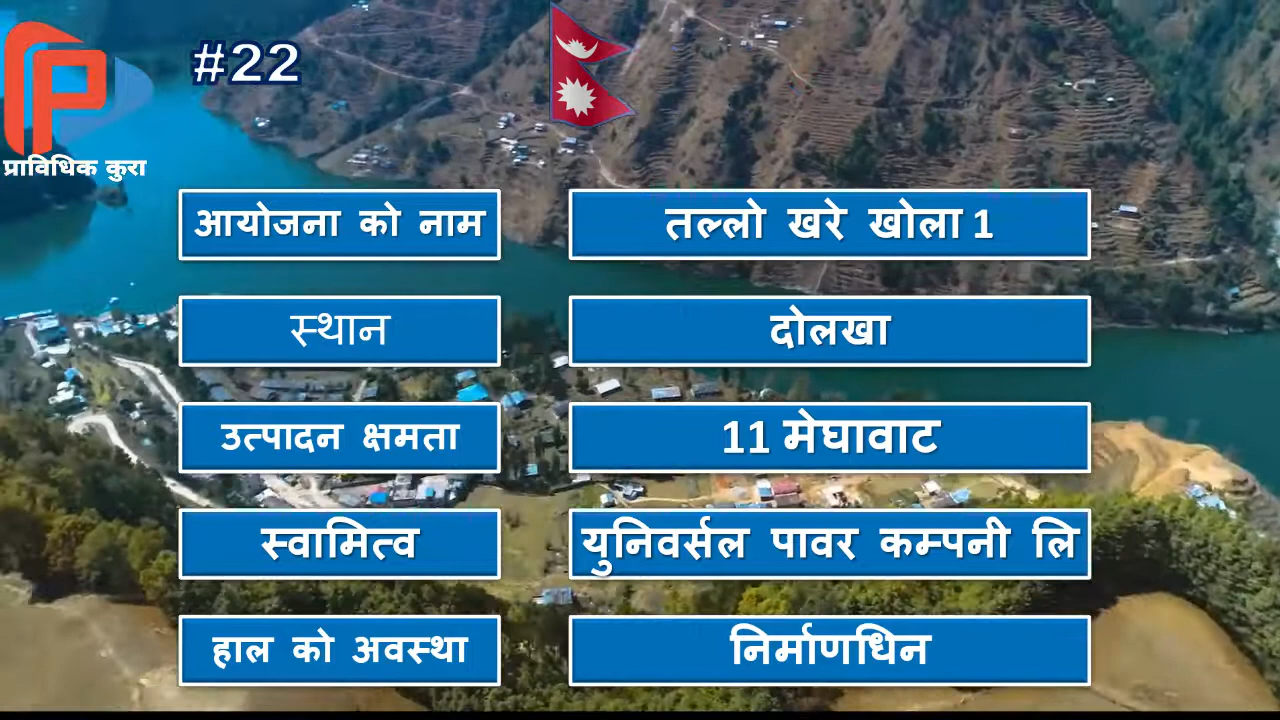 #22
प्राविधिक कुरा
आयोजना को नाम
तल्लो खरे खोला 1
स्थान
दोलखा
उत्पादन क्षमता
11 मेघावाट
स्वामित्व
युनिवर्सल पावर कम्पनी लि
हाल को अवस्था
निर्माणधिन